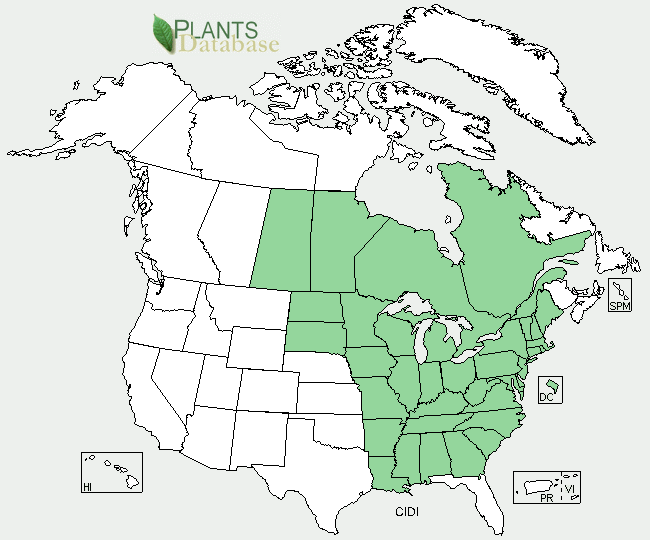 PLANTS
Database
SPM
DC
HI
PR
VI
CIDI